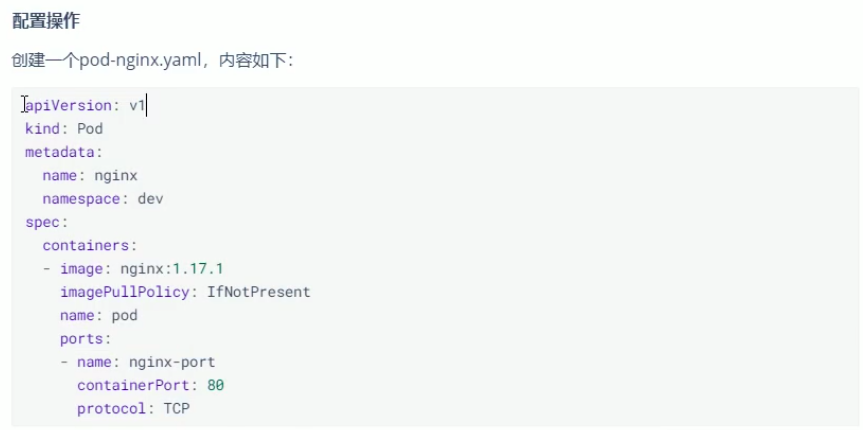 配置操作
创建一个pod-nginx.yaml，内容如下：
apiVersion: v1
kind: Pod
metadata:
  name: nginx
  namespace: dev
spec:
  containers:
  - image: nginx:1.17.1
    imagePullPolicy: IfNotPresent
    name: pod
    ports:
    - name: nginx-port
      containerPort: 80
      protocol: TCP